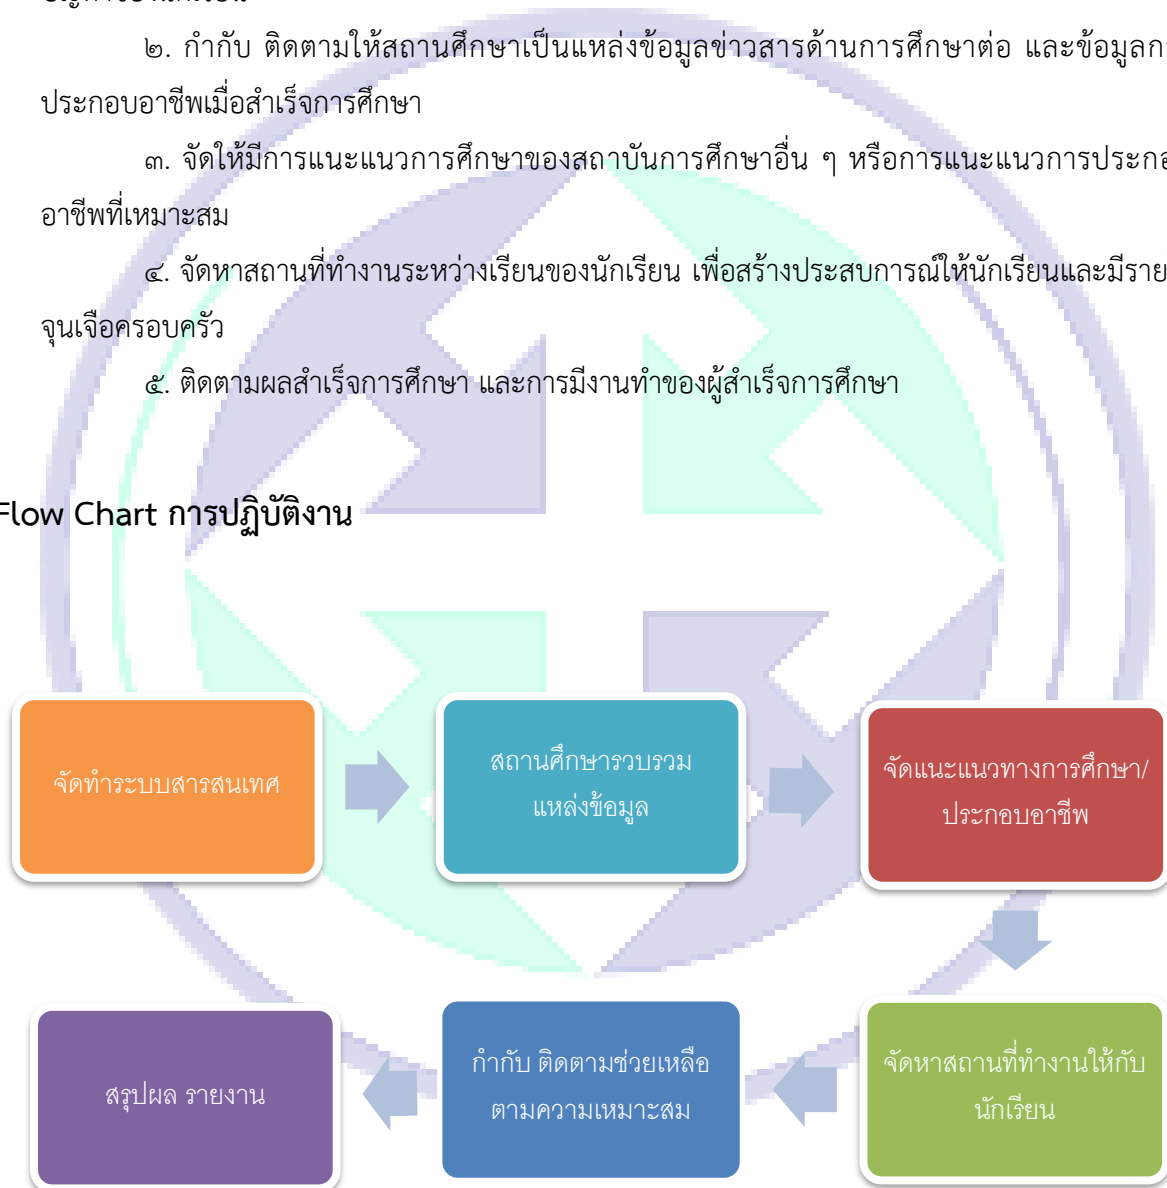 ๒. กำกับ ติดตามให้สถานศึกษาเป็นแหล่งข้อมูลข่าวสารด้านการศึกษาต่อ และข้อมูล
ประกอบอาชีพเมื่อสำเร็จการศึกษา
๓. จัดให้มีการแนะแนวการศึกษาของสถาบันการศึกษาอื่น ๆ หรือการแนะแนวการประกอ
อาชีพที่เหมาะสม
๔. จัดหาสถานที่ทำงานระหว่างเรียนของนักเรียน เพื่อสร้างประสบการณ์ให้นักเรียนและมีราย
จุนเจือครอบครัว
๕. ติดตามผลสำเร็จการศึกษา และการมีงานทำของผู้สำเร็จการศึกษา
Flow Chart การปฏิบัติงาน
จัดทำระบบสารสนเทศ
สถานศึกษารวบรวม
แหล่งข้อมูล
จัดแนะแนวทางการศึกษา/
ประกอบอาชีพ
จัดหาสถานที่ทำงานให้กับ
นักเรียน
กำกับ ติดตามช่วยเหลือ
ตามความเหมาะสม
สรุปผล รายงาน